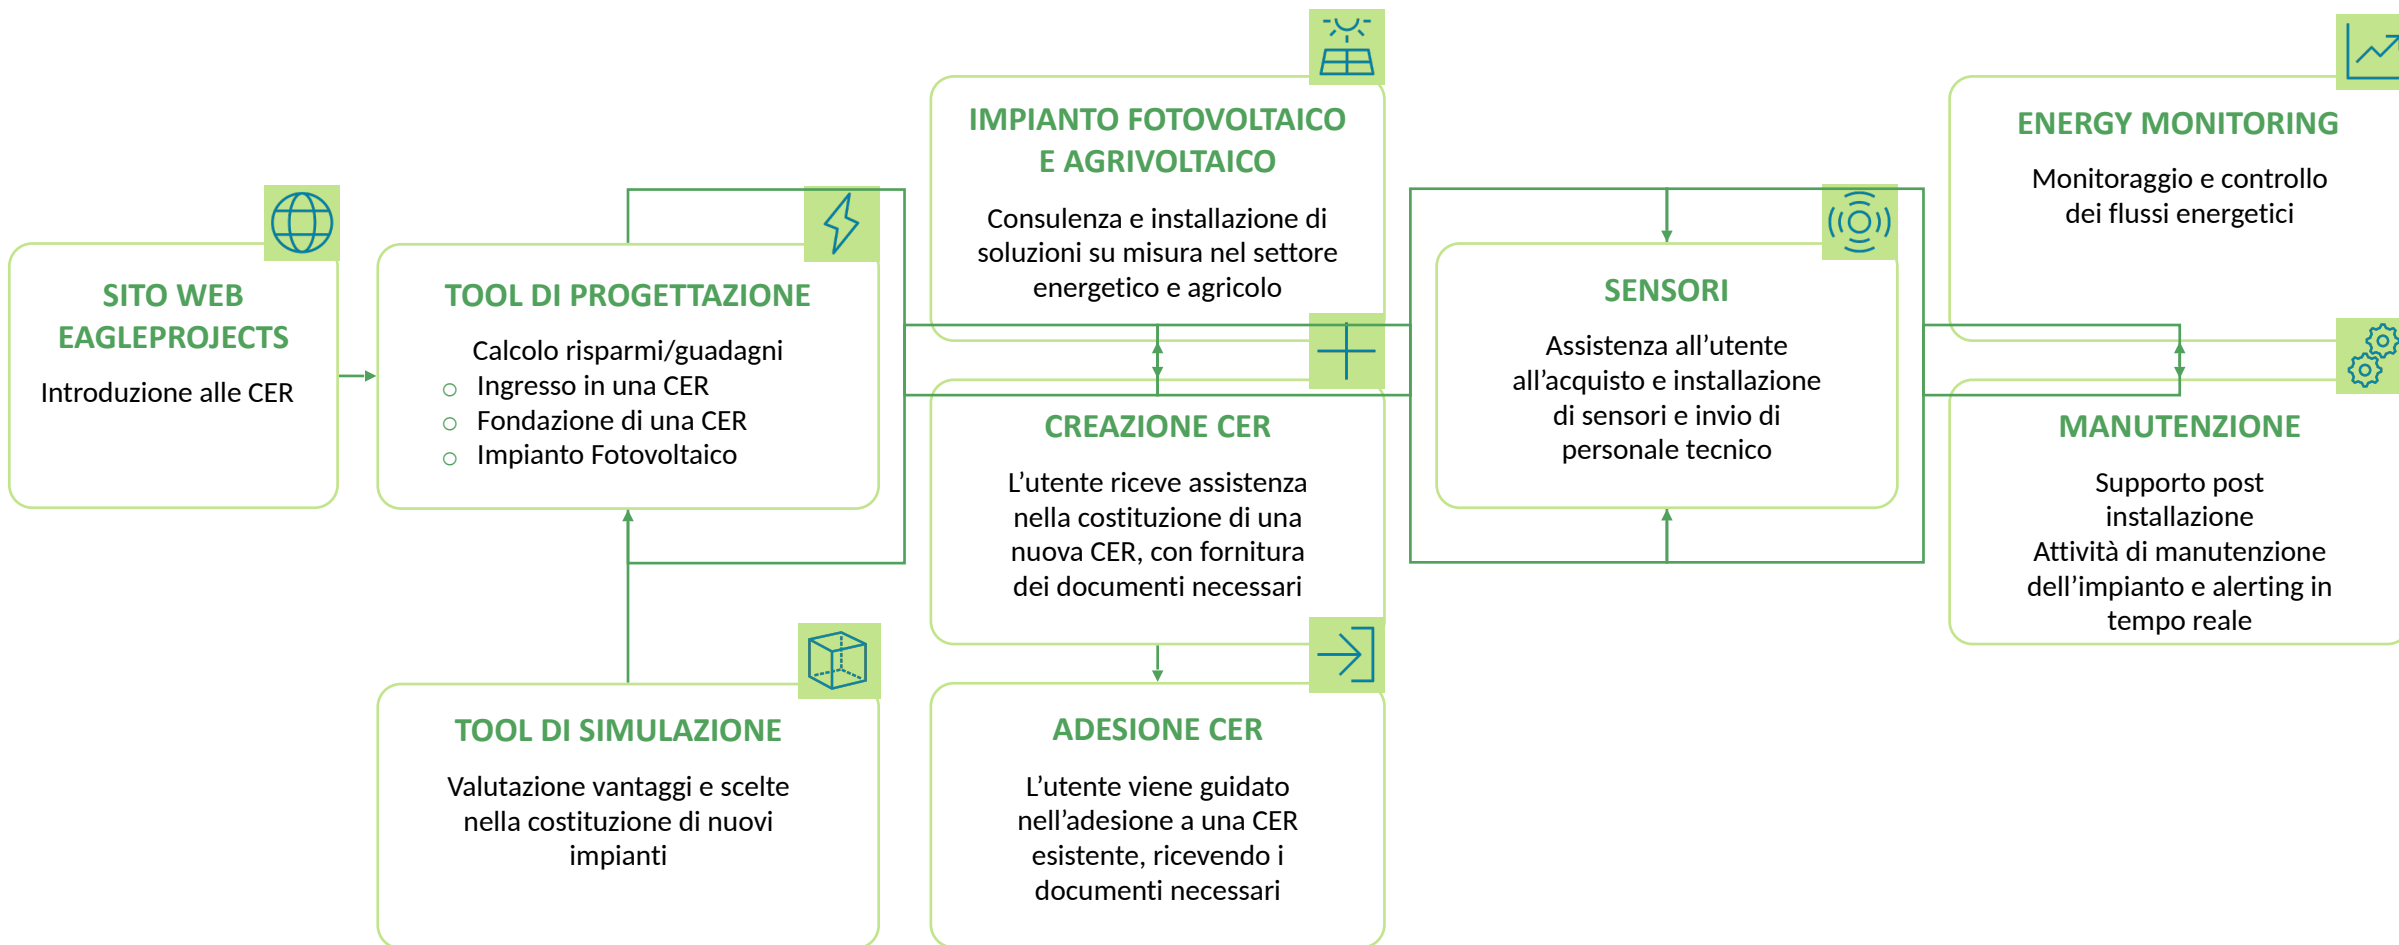 SITO WEB
EAGLEPROJECTS
Introduzione alle CER
TOOL DI PROGETTAZIONE
Calcolo risparmi/guadagni
Ingresso in una CER
Fondazione di una CER
Impianto Fotovoltaico
TOOL DI SIMULAZIONE
Valutazione vantaggi e scelte
nella costituzione di nuovi
impianti
IMPIANTO FOTOVOLTAICO
E AGRIVOLTAICO
Consulenza e installazione di
soluzioni su misura nel settore
energetico e agricolo
CREAZIONE CER
L’utente riceve assistenza
nella costituzione di una
nuova CER, con fornitura
dei documenti necessari
ADESIONE CER
L’utente viene guidato
nell’adesione a una CER
esistente, ricevendo i
documenti necessari
SENSORI
Assistenza all’utente
all’acquisto e installazione
di sensori e invio di
personale tecnico
ENERGY MONITORING
Monitoraggio e controllo
dei flussi energetici
MANUTENZIONE
Supporto post
installazione
Attività di manutenzione
dell’impianto e alerting in
tempo reale